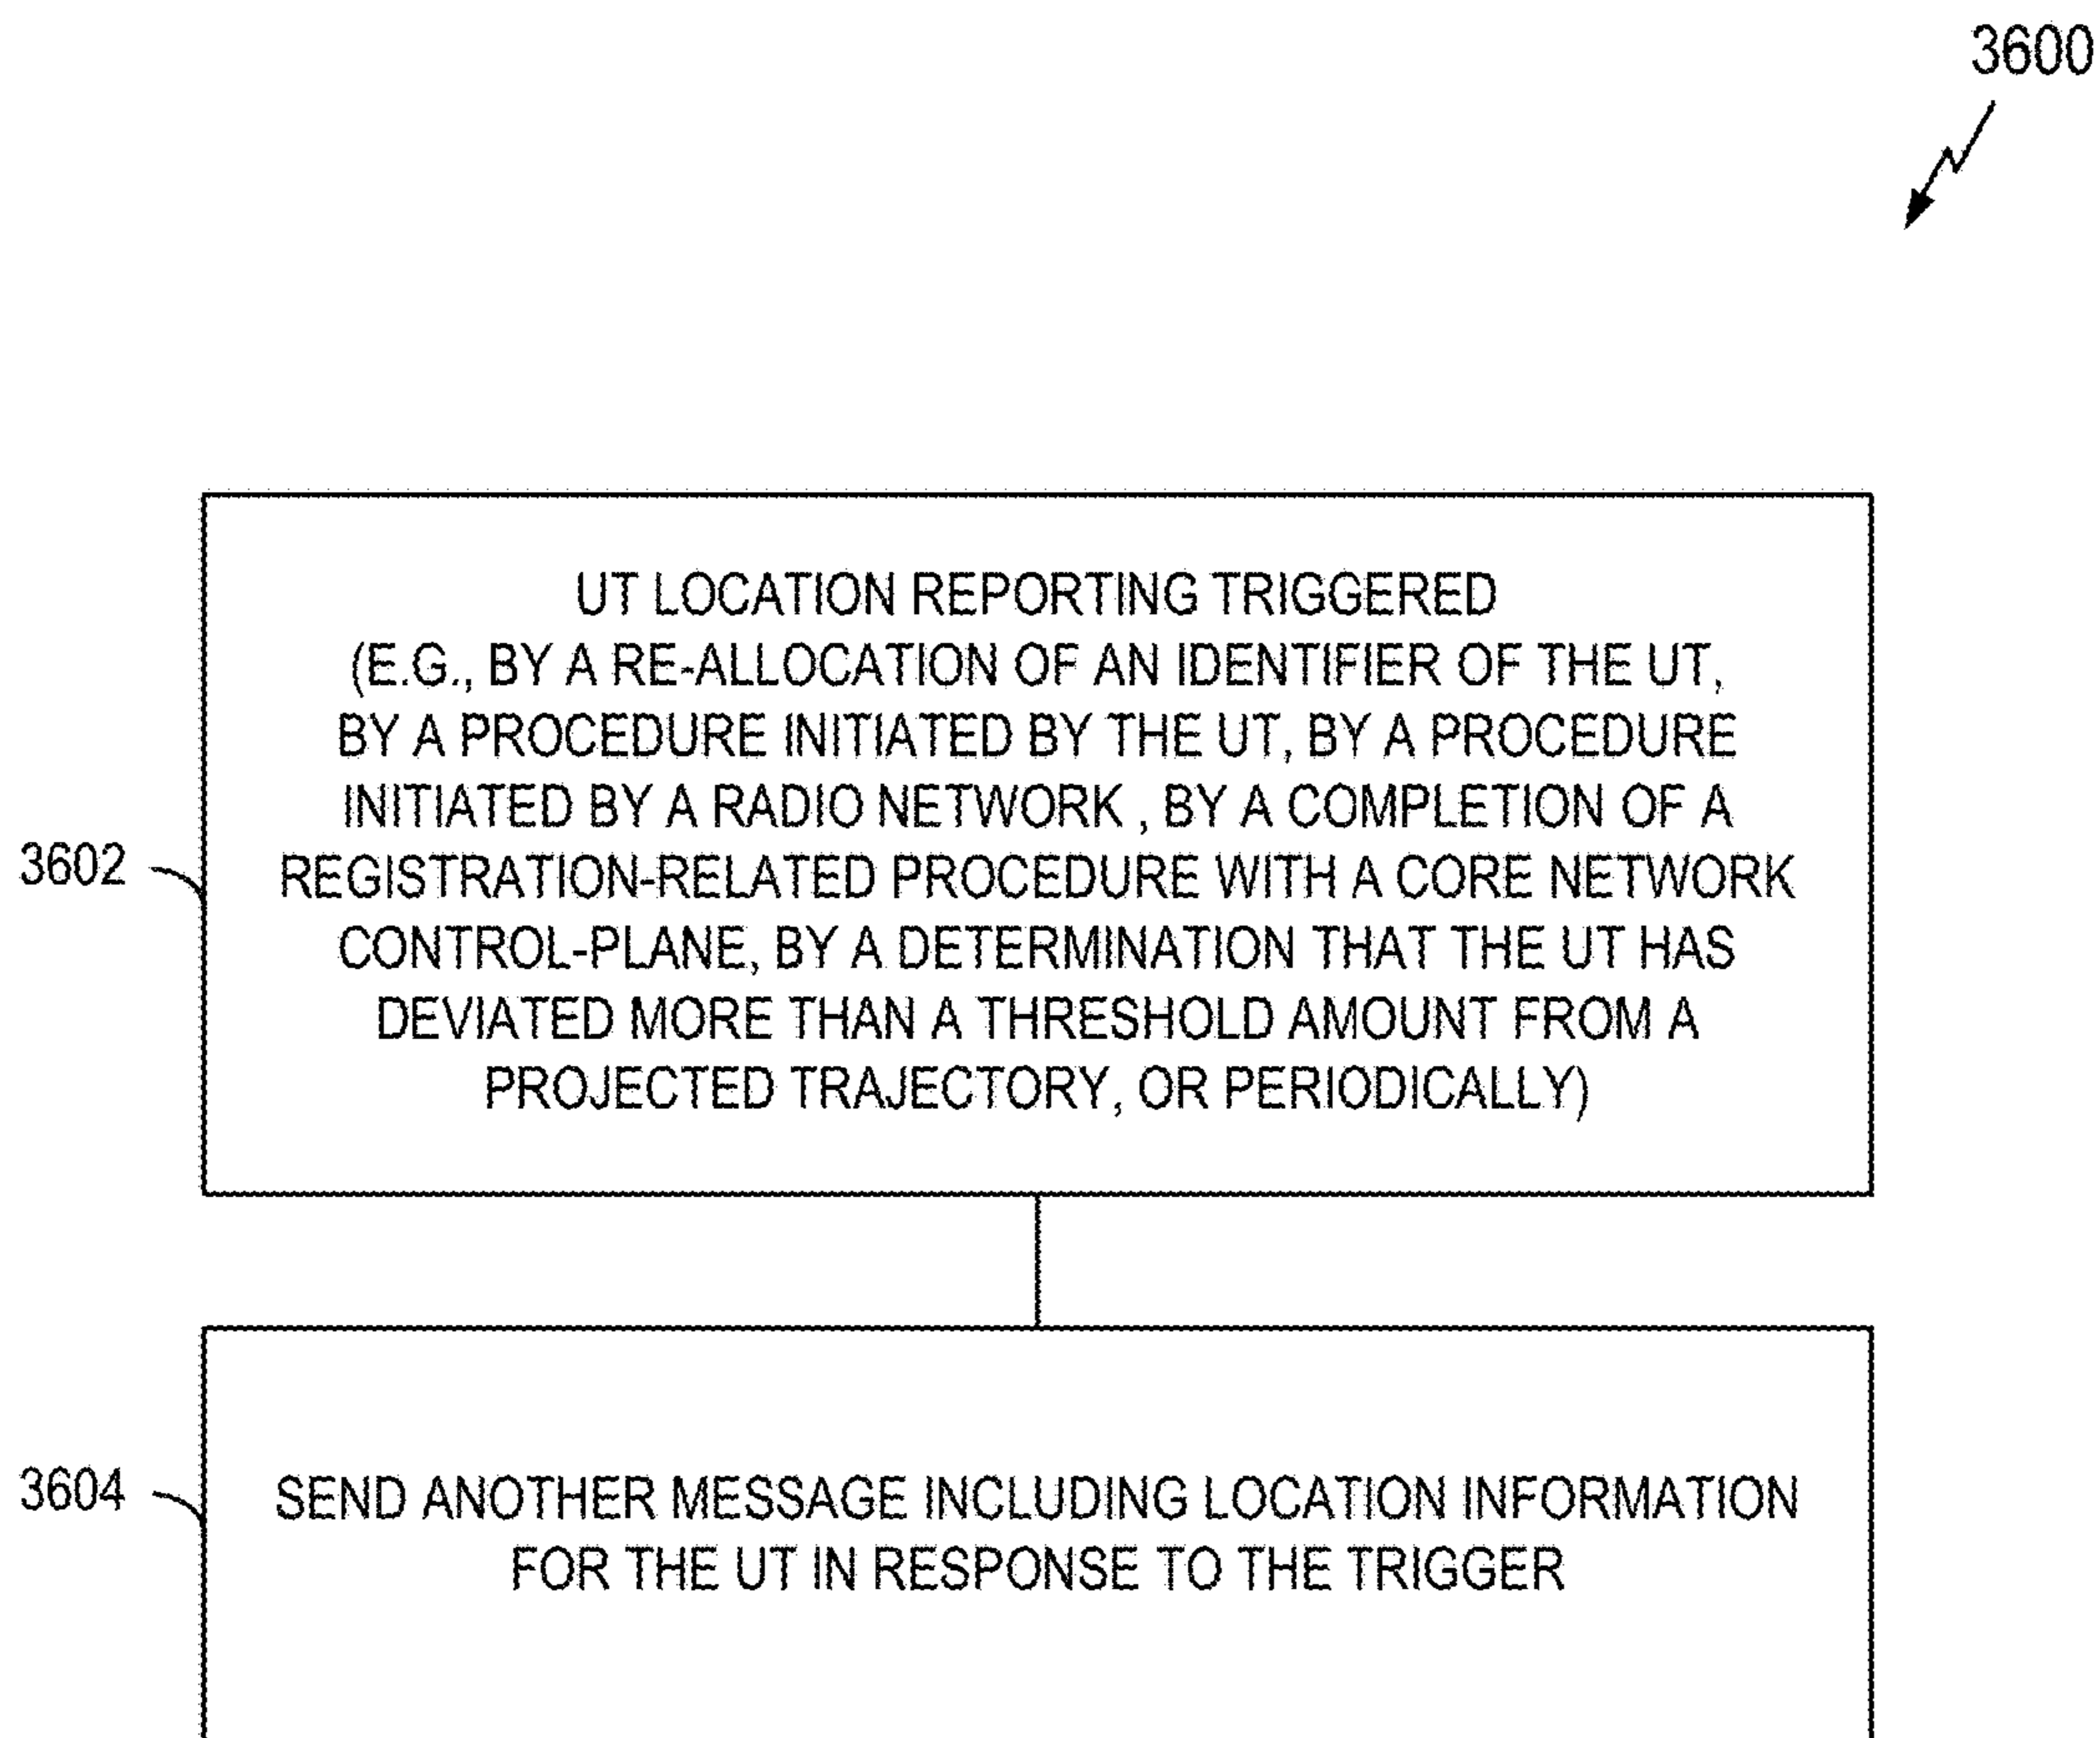 3600
UT LOCATION REPORTING TRIGGERED
(E.G., BY A RE-ALLOCATION OF AN IDENTIFIER OF THE UT,
BY A PROCEDURE INITIATED BY THE UT, BY A PROCEDURE
INITIATED BY A RADIO NETWORK , BY A COMPLETION OF A
REGISTRATION-RELATED PROCEDURE WITH A CORE NETWORK
CONTROL-PLANE, BY A DETERMINATION THAT THE UT HAS
DEVIATED MORE THAN A THRESHOLD AMOUNT FROM A
PROJECTED TRAJECTORY, OR PERIODICALLY)
3602
3604
SEND ANOTHER MESSAGE INCLUDING LOCATION INFORMATION
FOR THE UT IN RESPONSE TO THE TRIGGER